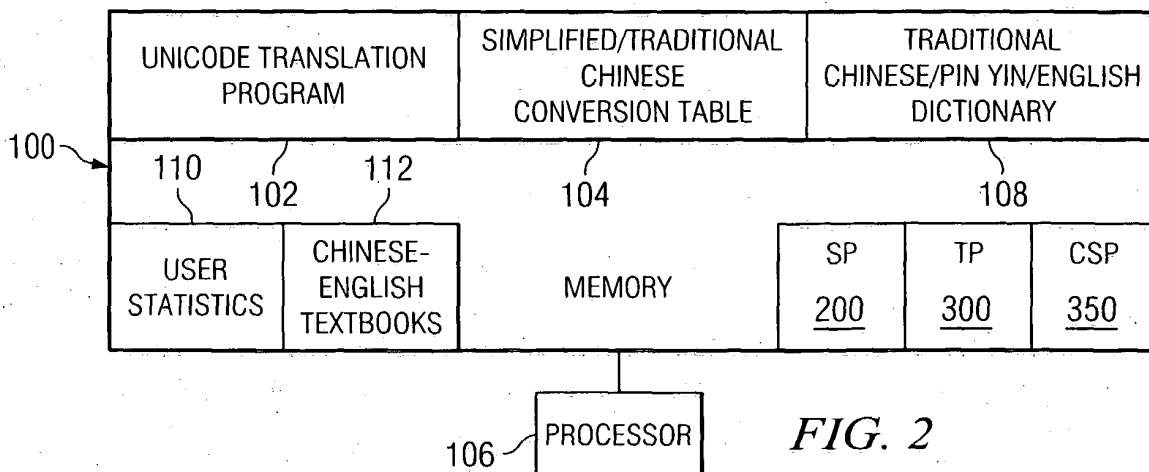 UNICODE TRANSLATION
PROGRAM
SIMPLIFIED/TRADITIONAL
CHINESE
CONVERSION TABLE
TRADITIONAL
CHINESE/PIN YIN/ENGLISH
DICTIONARY
100
110
102
112
104
108
USER
STATISTICS
CHINESE-
ENGLISH
TEXTBOOKS
MEMORY
SP
200
TP
300
CSP
350
106
PROCESSOR
FIG. 2